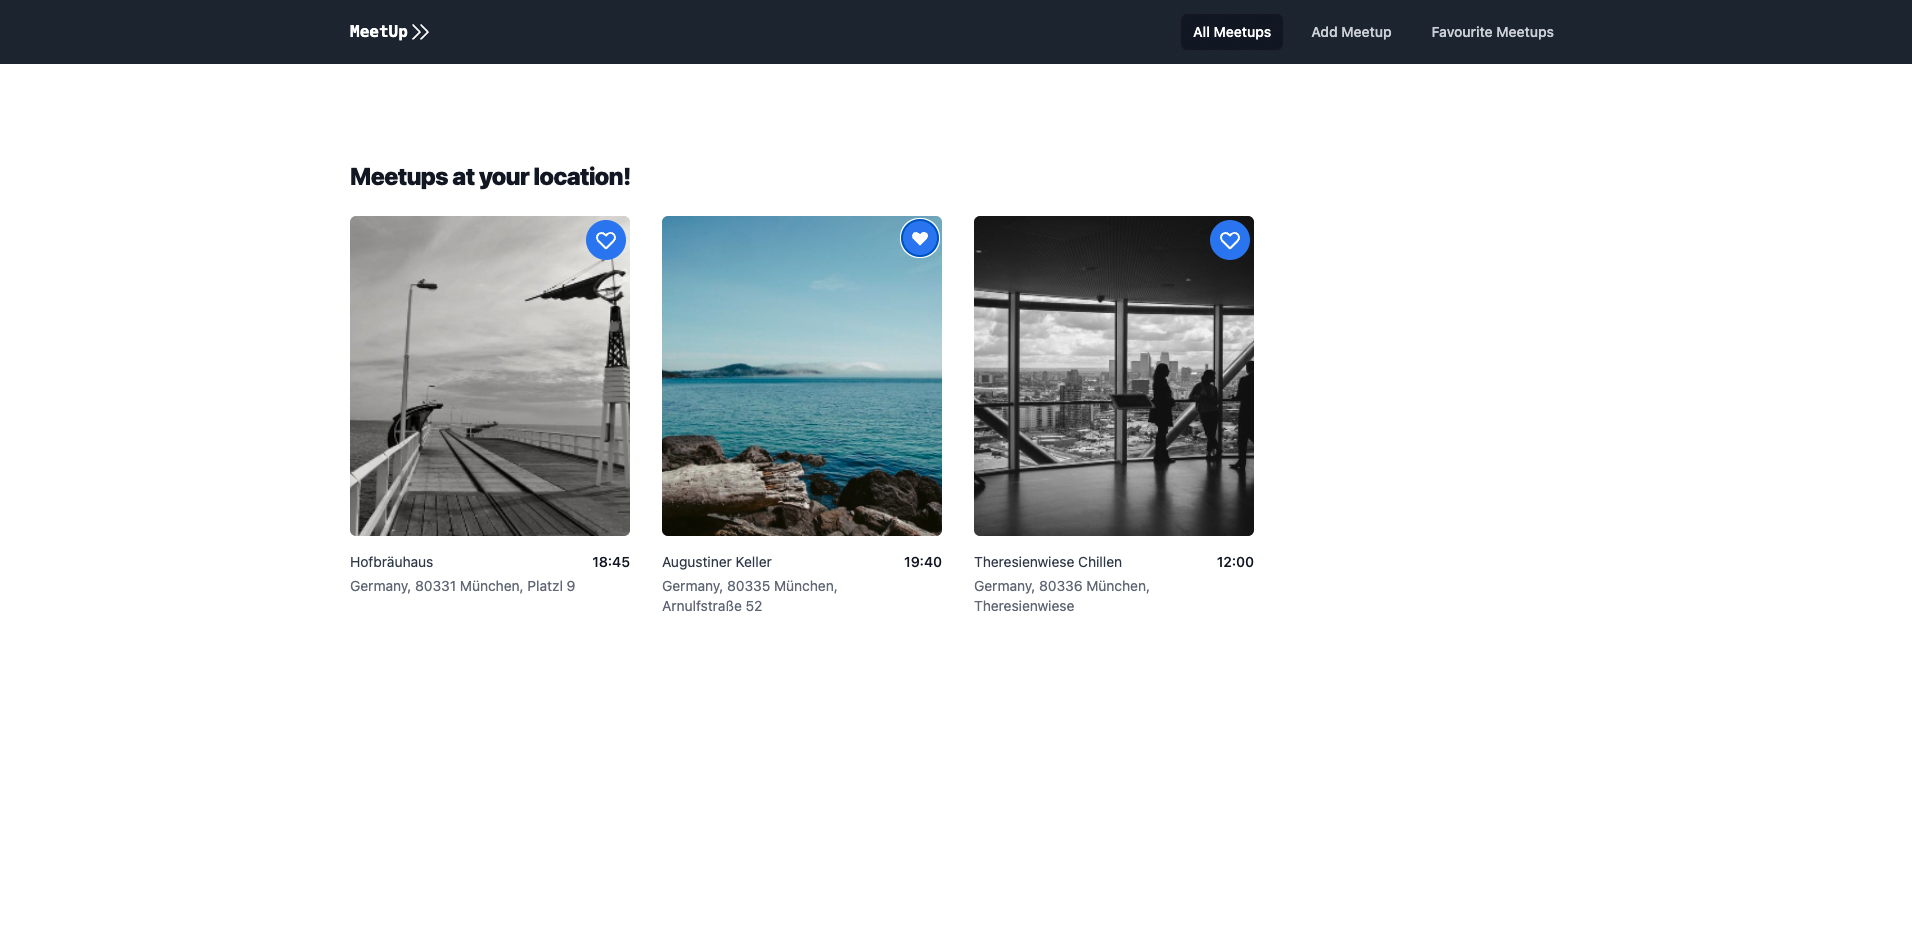 MeetUp
All Meetups
Add Meetup
Favourite Meetups
Meetups at your location!
Hofbräuhaus
18:45
Germany, 80331 München, Platzl 9
Augustiner Keller
19:40
Germany, 80335 München,
Arnulfstraße 52
Theresienwiese Chillen
12:00
Germany, 80336 München,
Theresienwiese